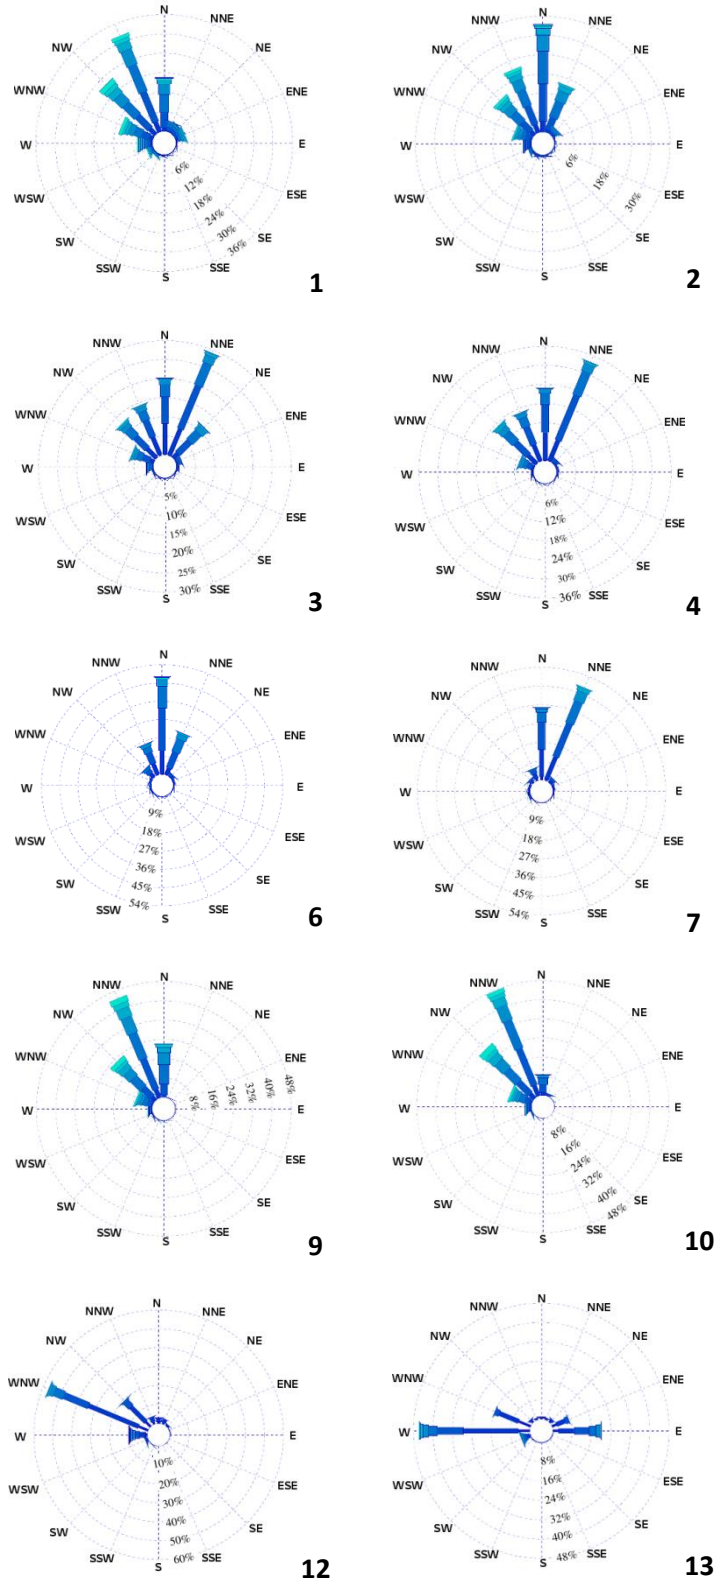 N
NNE
NW
NE
WNW
ENE
W
E
6%
12%
ESE
WSW
18%
24%
30%
SW
SE
36%
SSW
SSE
S
1
N
NNW
NNE
NW
NE
WNW
ENE
W
E
6%
ESE
WSW
18%
30%
SW
SE
SSW
SSE
S
2
N
NNW
NNE
NW
NE
WNW
ENE
W
E
5%
10%
ESE
WSW
15%
20%
SW
SE
25%
30%
SSW
SSE
S
3
N
NNW
NNE
NW
NE
WNW
ENE
W
E
6%
12%
ESE
WSW
18%
24%
SW
SE
30%
36%
SSW
SSE
S
4
N
NNW
NNE
NW
NE
WNW
ENE
W
E
9%
18%
ESE
WSW
27%
36%
45%
SW
SE
54%
SSW
SSE
S
6
N
NNW
NNE
NW
NE
WNW
ENE
W
E
9%
18%
ESE
WSW
27%
36%
45%
SW
SE
54%
SSW
SSE
S
7
N
NNW
NNE
NW
NE
WNW
ENE
8%
16%
24%
32%
40%
48%
W
E
WSW
ESE
SW
SE
SSW
SSE
S
9
N
NNW
NNE
NW
NE
WNW
ENE
W
E
8%
16%
24%
WSW
ESE
32%
40%
48%
SW
SE
SSW
SSE
S
10
N
NNW
NNE
NW
NE
WNW
ENE
W
E
10%
20%
WSW
ESE
30%
40%
SW
SE
50%
60%
SSW
SSE
S
12
N
NNW
NNE
NW
NE
WNW
ENE
W
E
8%
16%
WSW
ESE
24%
32%
SW
SE
40%
48%
SSW
SSE
S
13